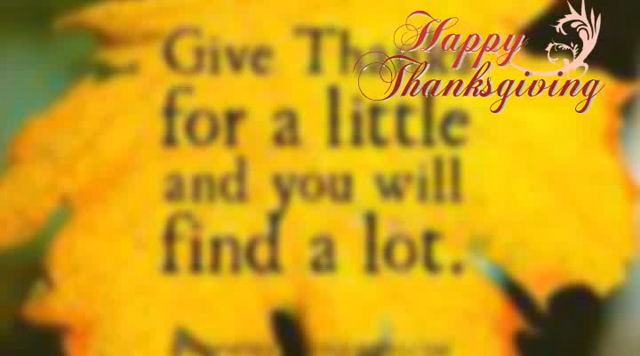 Happy
Thanksgiving
Give
for a little
and you will
find a lot.